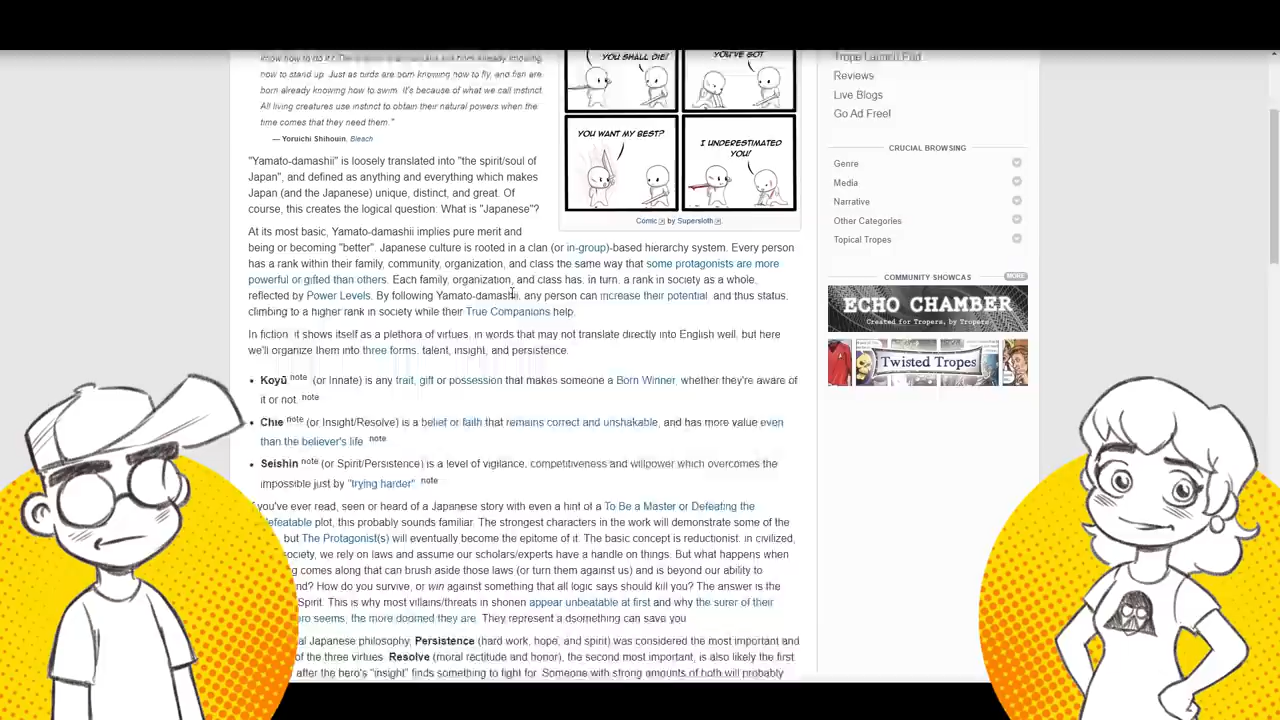 know how to do it.
how to stand up. Just as birds are born knowing how to fly, and fish are
born already knowing how to swim. It's because of what we call instinct.
All living creatures use instinct to obtain their natural powers when the
time comes that they need them."
— Yoruichi Shihouin, Bleach
YOU SHALL DIE!
YOU'VE GOT
YOU WANT MY BEST?
I UNDERESTIMATED
YOU!
Comic by Supersloth.
"Yamato-damashii" is loosely translated into "the spirit/soul of
Japan", and defined as anything and everything which makes
Japan (and the Japanese) unique, distinct, and great. Of
course, this creates the logical question: What is "Japanese"?
At its most basic, Yamato-damashii implies pure merit and
being or becoming "better". Japanese culture is rooted in a clan (or in-group)-based hierarchy system. Every person
has a rank within their family, community, organization, and class the same way that some protagonists are more
powerful or gifted than others. Each family, organization, and class has, in turn, a rank in society as a whole,
reflected by Power Levels. By following Yamato-damashii, any person can increase their potential, and thus status,
climbing to a higher rank in society while their True Companions help.
In fiction, it shows itself as a plethora of virtues, in words that may not translate directly into English well, but here
we'll organize them into three forms: talent, insight, and persistence.
• Koyū note (or Innate) is any trait, gift or possession that makes someone a Born Winner, whether they're aware of
it or not. note
• Chie note (or Insight/Resolve) is a belief or faith that remains correct and unshakable, and has more value even
than the believer's life note
• Seishin note (or Spirit/Persistence) is a level of vigilance, competitiveness and willpower which overcomes the
impossible just by "trying harder" note
you've ever read, seen or heard of a Japanese story with even a hint of a To Be a Master or Defeating the
defeatable plot, this probably sounds familiar. The strongest characters in the work will demonstrate some of the
but The Protagonist(s) will eventually become the epitome of it. The basic concept is reductionist: in civilized,
society, we rely on laws and assume our scholars/experts have a handle on things. But what happens when
comes along that can brush aside those laws (or turn them against us) and is beyond our ability to
How do you survive, or win against something that all logic says should kill you? The answer is the
Spirit. This is why most villains/threats in shonen appear unbeatable at first and why the surer of their
seems, the more doomed they are. They represent a dsomething can save you
Japanese philosophy, Persistence (hard work, hope, and spirit) was considered the most important and
of the three virtues. Resolve (moral rectitude and honor), the second most important, is also likely the first
after the hero's "insight" finds something to fight for. Someone with strong amounts of both will probably
Trope Launch Pad
Reviews
Live Blogs
Go Ad Free!
CRUCIAL BROWSING
Genre
Media
Narrative
Other Categories
Topical Tropes
COMMUNITY SHOWCAS MORE
ECHO CHAMBER
Created for Tropers, by Tropers
Twisted Tropes